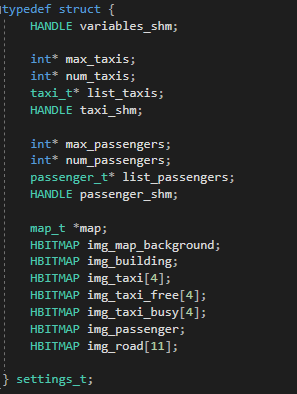 typedef struct {
HANDLE variables_shm;
int* max_taxis;
int* num_taxis;
taxi_t* list_taxis;
HANDLE taxi_shm;
int* max_passengers;
int* num_passengers;
passenger_t* list_passengers;
HANDLE passenger_shm;
map_t *map;
HBITMAP img_map_background;
HBITMAP img_building;
HBITMAP img_taxi[4];
HBITMAP img_taxi_free[4];
HBITMAP img_taxi_busy[4];
HBITMAP img_passenger;
HBITMAP img_road[11];
} settings_t;